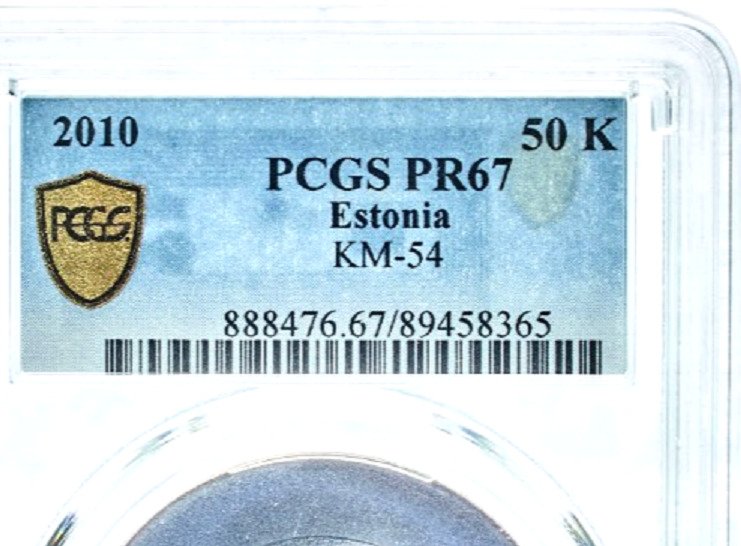 2010
50 K
PCGS PR67
PCGS
Estonia
KM-54
888476.67/89458365